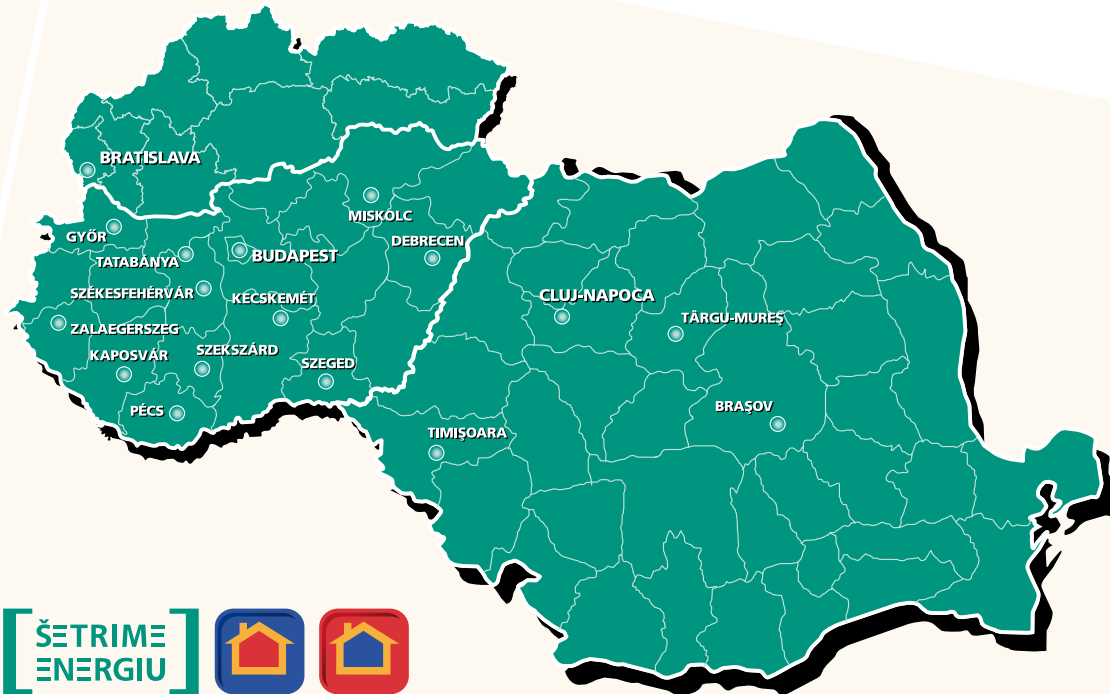 BRATISLAVA
MISKOLC
GYŐR
DEBRECEN
TATABÁNYA
BUDAPEST
SZÉKESFEHÉRVÁR
KECSKEMÉT
CLUJ-NAPOCA
TÂRGU-MUREŞ
ZALAEGERSZEG
KAPOSVÁR
SZEKSZÁRD
SZEGED
PÉCS
BRAŞOV
TIMIŞOARA
ŠETRIME
ENERGIU